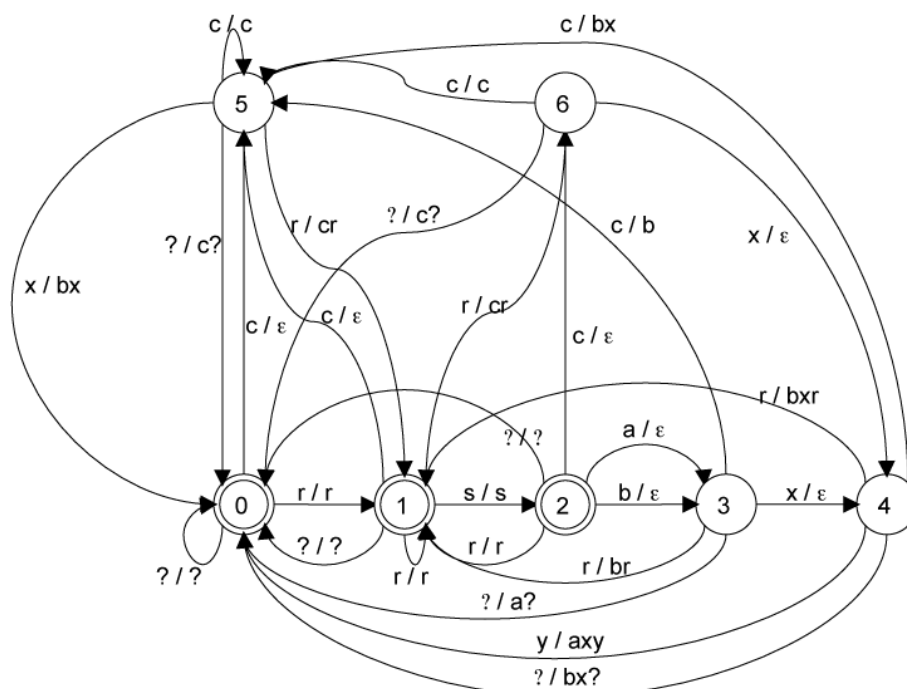 c / c
c / bx
c / c
5
6
? / c?
r / cr
c / b
x / ε
? / c?
x / bx
r / cr
c / ε
c / ε
c / ε
r / bxr
? / ?
a / ε
0
r / r
1
s / s
2
b / ε
3
x / ε
4
? / ?
r / r
? / ?
r / r
r / br
? / a?
y / axy
? / bx?